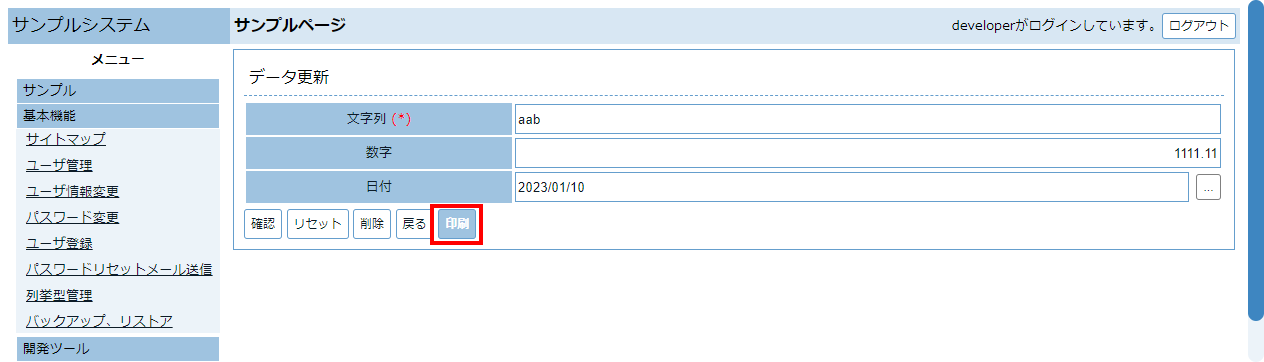 サンプルシステム
サンプルページ
developerがログインしています。 ログアウト
メニュー
サンプル
基本機能
サイトマップ
ユーザ管理
ユーザ情報変更
パスワード変更
ユーザ登録
パスワードリセットメール送信
列挙型管理
バックアップ、リストア
開発ツール
データ更新
文字列 (*) aab
数字 1111.11
日付 2023/01/10 ...
確認 リセット 削除 戻る 印刷